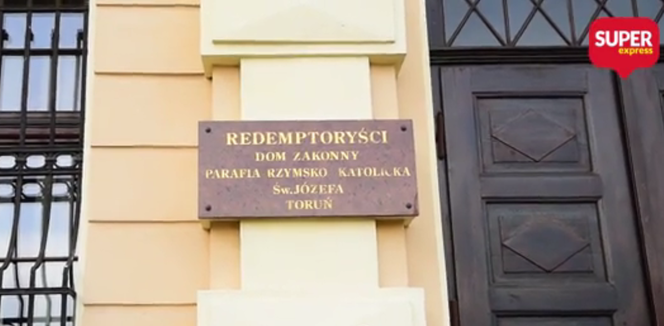 SUPER
express
REDEMPTORYŚCI
DOM ZAKONNY
PARAFIA RZYMSKO KATOLICKA
ŚW.JÓZEFA
TORUŃ